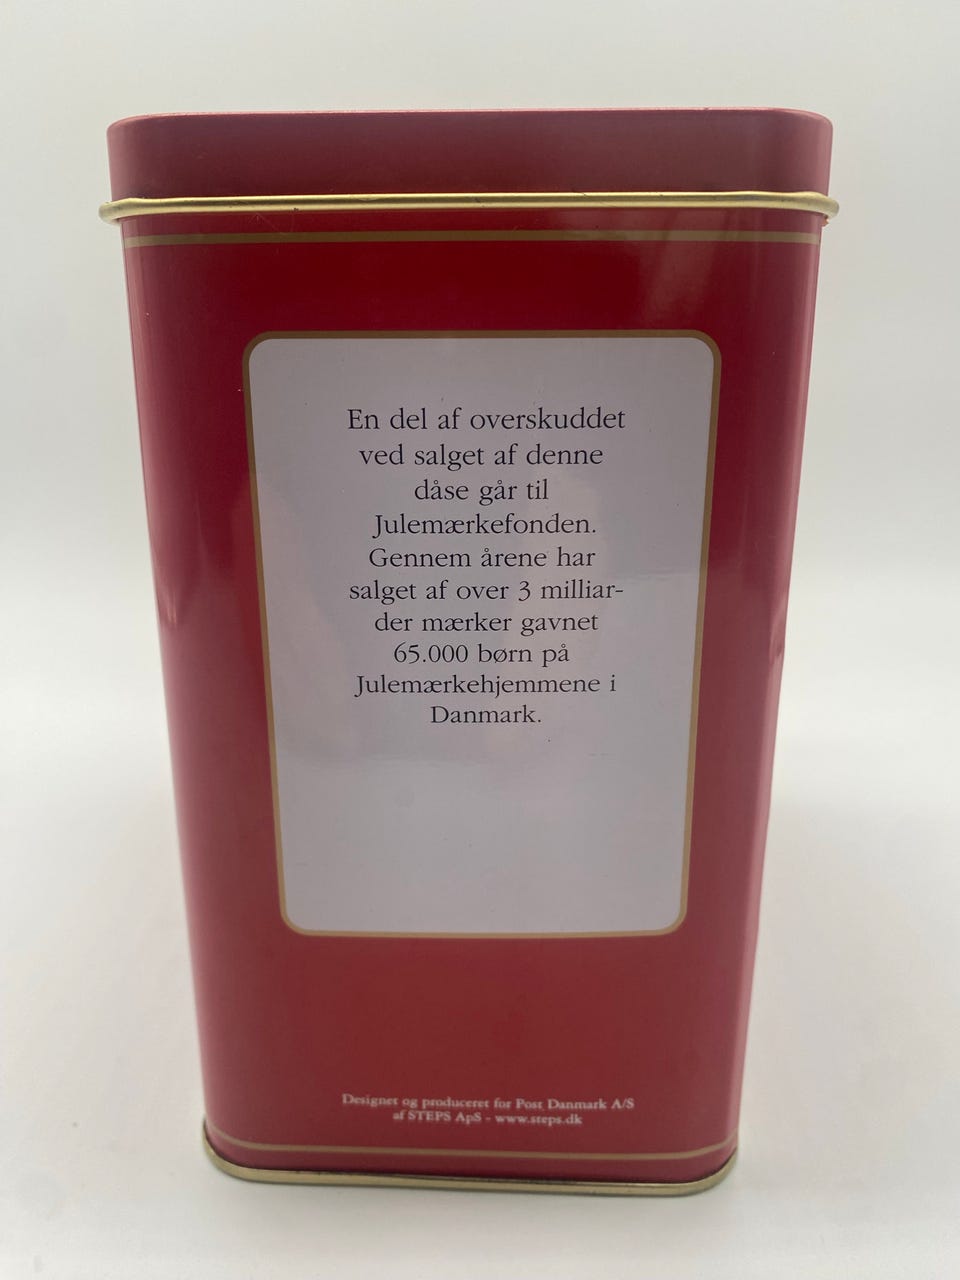 En del af overskuddet
ved salget af denne
dåse går til
Julemærkefonden.
Gennem årene har
salget af over 3 milliar-
der mærker gavnet
65.000 børn på
Julemærkehjemmene i
Danmark.
Designet og produceret for Post Danmark A/S
af STEPS ApS - www.steps.dk